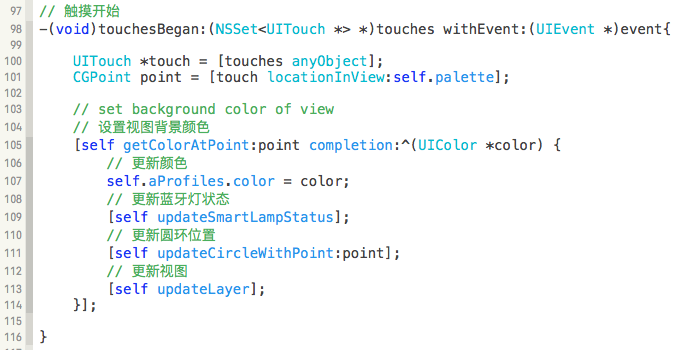 97 // 触摸开始
98 -(void)touchesBegan:(NSSet<UITouch *> *)touches withEvent:(UIEvent *)event{
99
100 UITouch *touch = [touches anyObject];
101 CGPoint point = [touch locationInView:self.palette];
102
103 // set background color of view
104 // 设置视图背景颜色
105 [self getColorAtPoint:point completion:^(UIColor *color) {
106 // 更新颜色
107 self.aProfiles.color = color;
108 // 更新蓝牙灯状态
109 [self updateSmartLampStatus];
110 // 更新圆环位置
111 [self updateCircleWithPoint:point];
112 // 更新视图
113 [self updateLayer];
114 }];
115
116 }